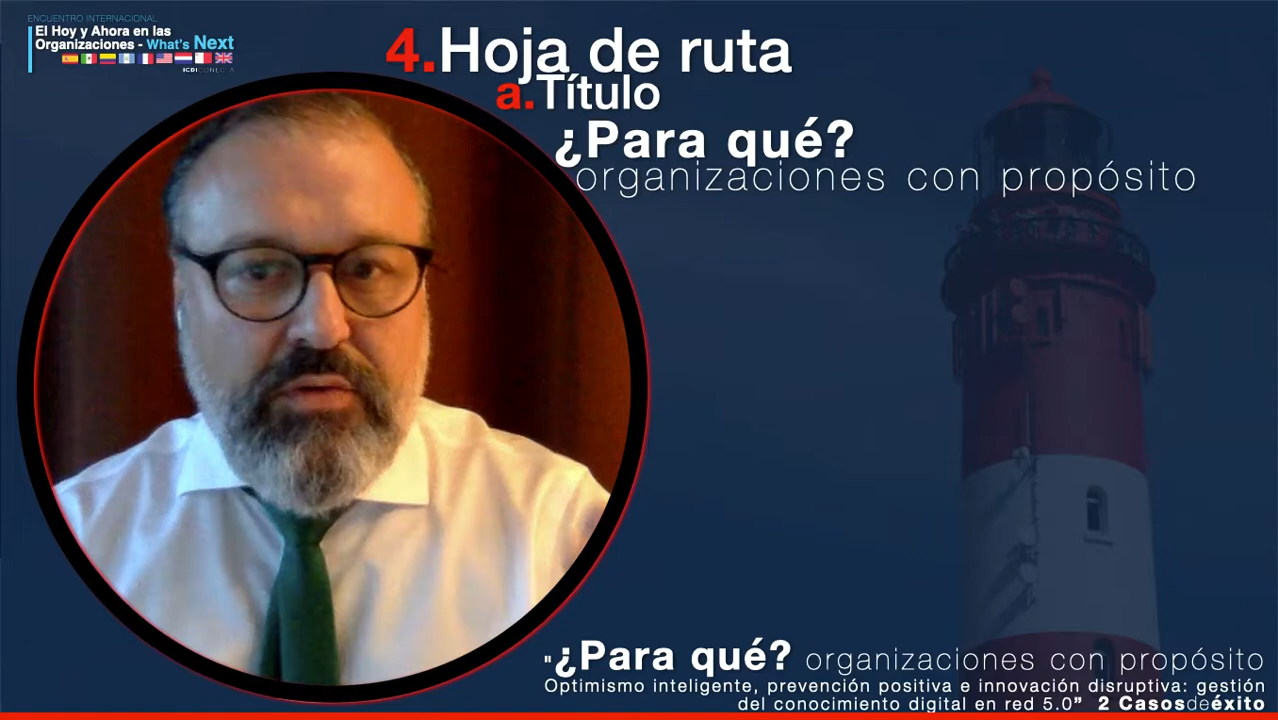 ENCUENTRO INTERNACIONAL
El Hoy y Ahora en las
Organizaciones - What's Next
ICDICONECTA
4.Hoja de ruta
a.Título
¿Para qué?
organizaciones con propósito
"¿Para qué? organizaciones con propósito
Optimismo inteligente, prevención positiva e innovación disruptiva: gestión
del conocimiento digital en red 5.0” 2 Casosdeéxito